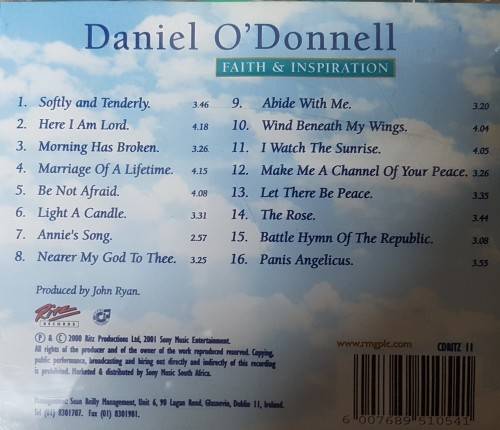 Daniel O'Donnell
FAITH & INSPIRATION
1. Softly and Tenderly. 3.46
2. Here I Am Lord. 4.18
3. Morning Has Broken. 3.26
4. Marriage Of A Lifetime. 4.15
5. Be Not Afraid. 4.08
6. Light A Candle. 3.31
7. Annie's Song. 2.57
8. Nearer My God To Thee. 3.25
9. Abide With Me. 3.20
10. Wind Beneath My Wings. 4.04
11. I Watch The Sunrise. 4.05
12. Make Me A Channel Of Your Peace. 3.26
13. Let There Be Peace. 3.35
14. The Rose. 3.44
15. Battle Hymn Of The Republic. 3.08
16. Panis Angelicus. 3.55
Produced by John Ryan.
Ritz
RECORDS
℗ & © 2000 Ritz Productions Ltd, 2001 Sony Music Entertainment.
All rights of the producer and of the owner of the work reproduced reserved. Copying,
public performance, broadcasting and hiring out directly and indirectly of this recording
is prohibited. Marketed & distributed by Sony Music South Africa.
Management: Sean Reilly Management, Unit 6, 90 Lagan Road, Glasnevin, Dublin 11, Ireland.
Tel (01) 8301707. Fax (01) 8301981.
www.rmgplc.com
CDRITZ 11
6 007689 510541